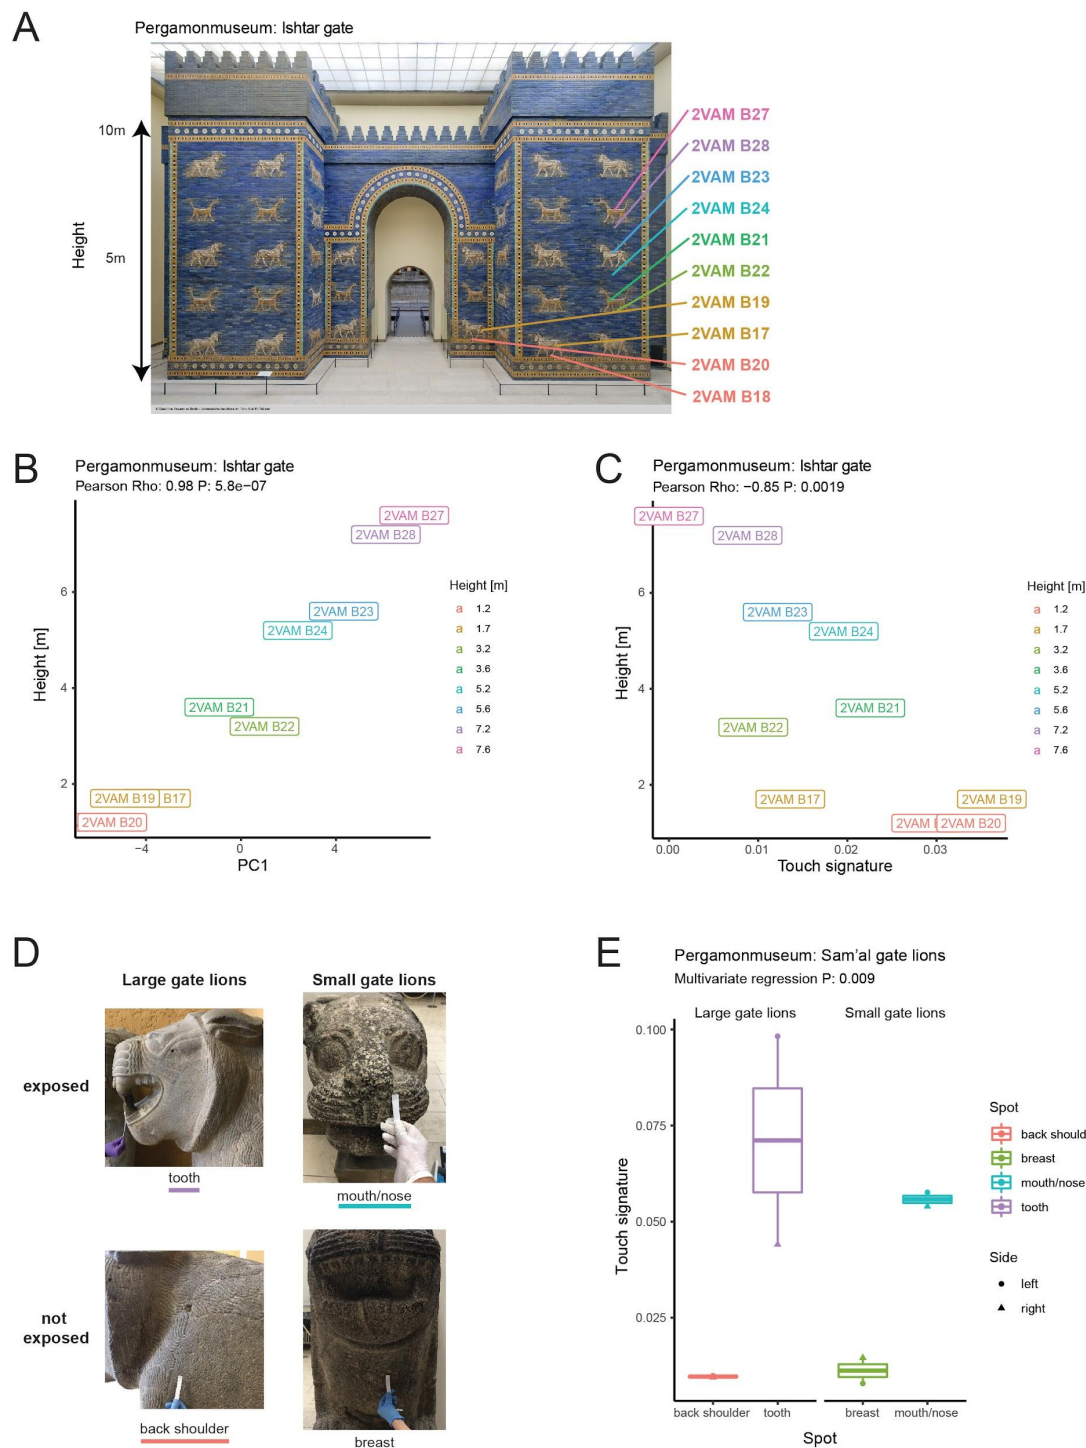 A
Pergamonmuseum: Ishtar gate
10m
5m
Height
2VAM B27
2VAM B28
2VAM B23
2VAM B24
2VAM B21
2VAM B22
2VAM B19
2VAM B17
2VAM B20
2VAM B18
B
Pergamonmuseum: Ishtar gate
Pearson Rho: 0.98 P: 5.8e−07
2VAM B27
2VAM B28
2VAM B23
2VAM B24
2VAM B21
2VAM B22
2VAM B19 B17
2VAM B20
6
4
2
Height [m]
−4 0 4
PC1
Height [m]
a 1.2
a 1.7
a 3.2
a 3.6
a 5.2
a 5.6
a 7.2
a 7.6
C
Pergamonmuseum: Ishtar gate
Pearson Rho: −0.85 P: 0.0019
2VAM B27
2VAM B28
2VAM B23
2VAM B24
2VAM B21
2VAM B22
2VAM B17 2VAM B19
2VAM 2VAM B20
6
4
2
Height [m]
0.00 0.01 0.02 0.03
Touch signature
Height [m]
a 1.2
a 1.7
a 3.2
a 3.6
a 5.2
a 5.6
a 7.2
a 7.6
D
Large gate lions Small gate lions
exposed
tooth
mouth/nose
not
exposed
back shoulder
breast
E
Pergamonmuseum: Sam'al gate lions
Multivariate regression P: 0.009
Large gate lions Small gate lions
0.100
0.075
0.050
0.025
Touch signature
back shoulder tooth breast mouth/nose
Spot
Spot
back should
breast
mouth/nose
tooth
Side
left
right